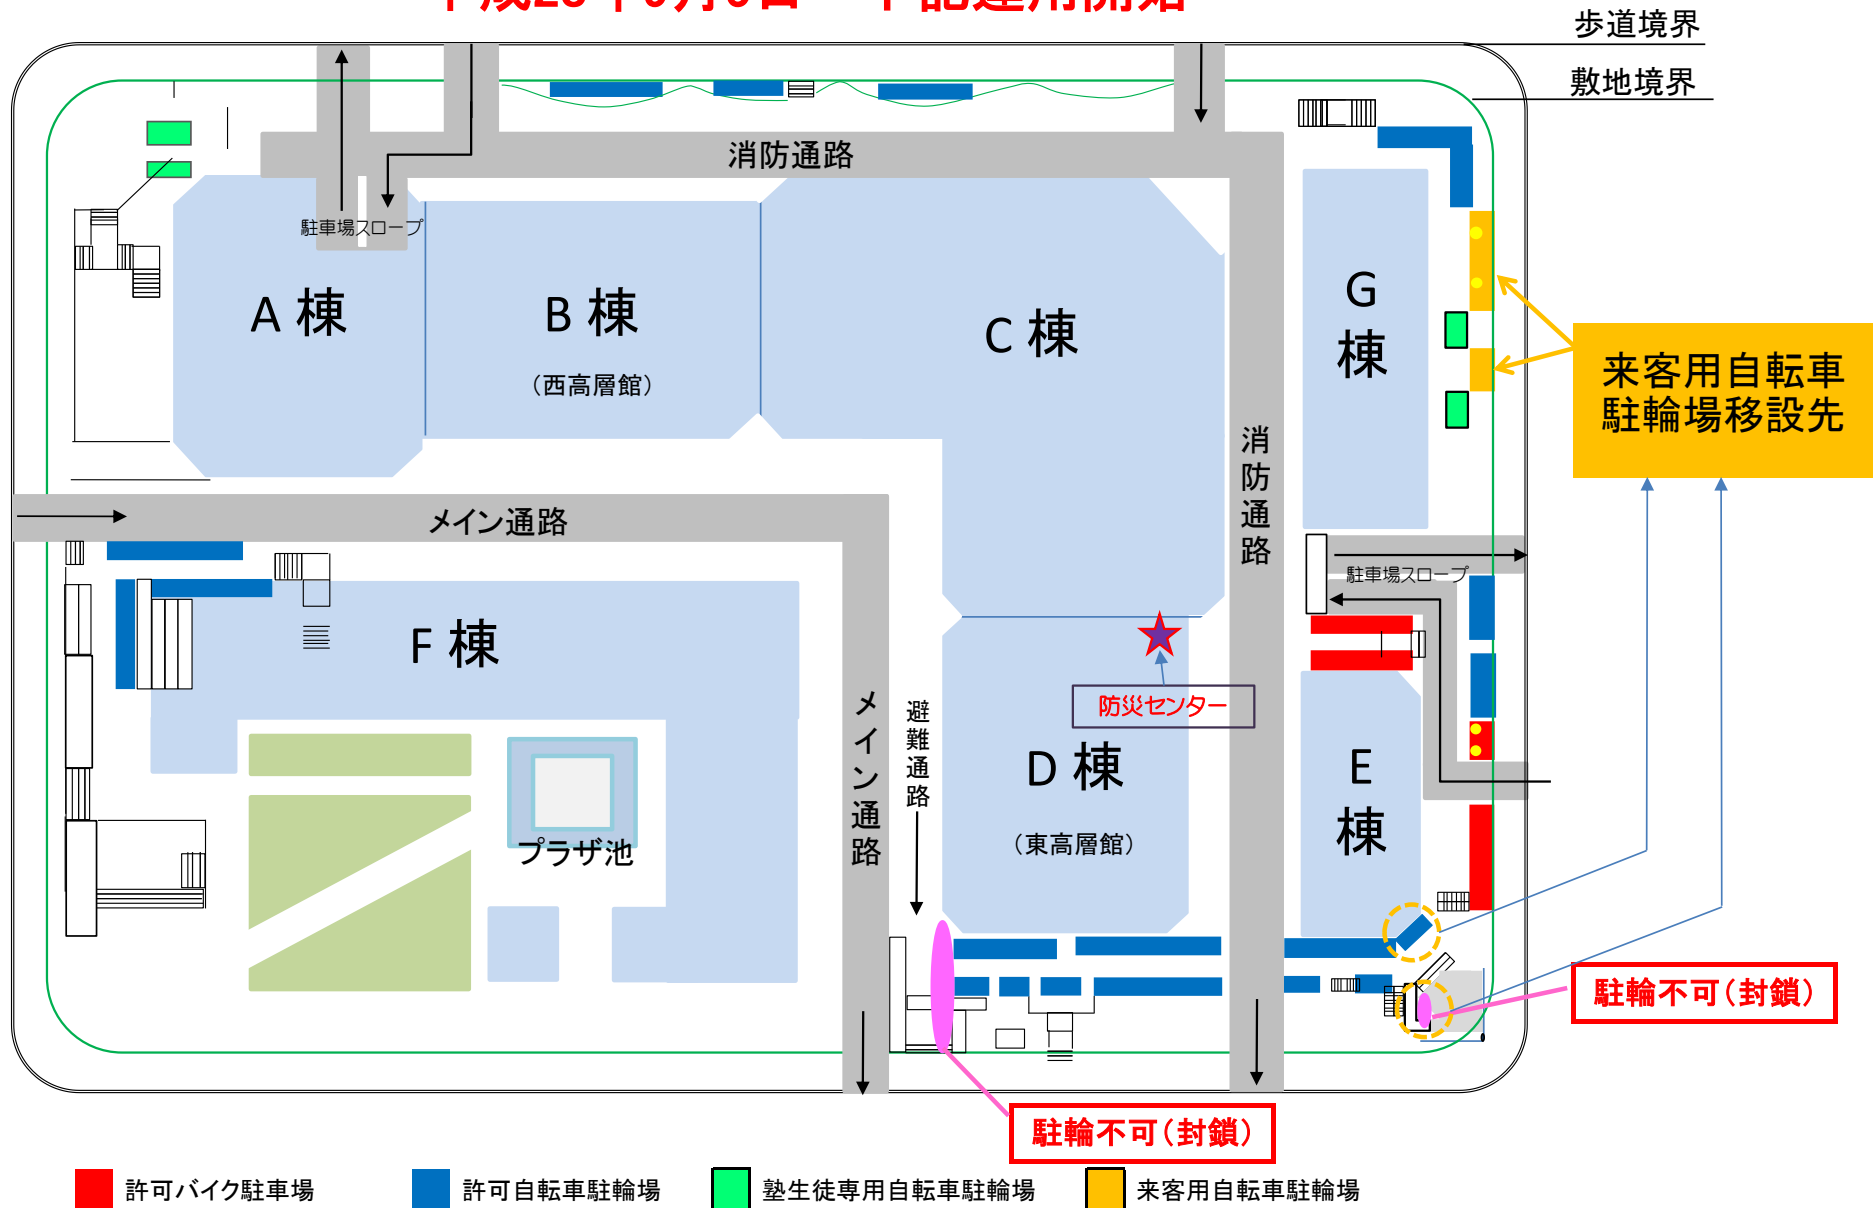 歩道境界
敷地境界
消防通路
駐車場スロープ
A 棟
B 棟
(西高層館)
C 棟
G
棟
来客用自転車
駐輪場移設先
消防通路
メイン通路
駐車場スロープ
F 棟
防災センター
メイン通路
避難通路
D 棟
(東高層館)
E
棟
プラザ池
駐輪不可(封鎖)
駐輪不可(封鎖)
許可バイク駐車場
許可自転車駐輪場
塾生徒専用自転車駐輪場
来客用自転車駐輪場